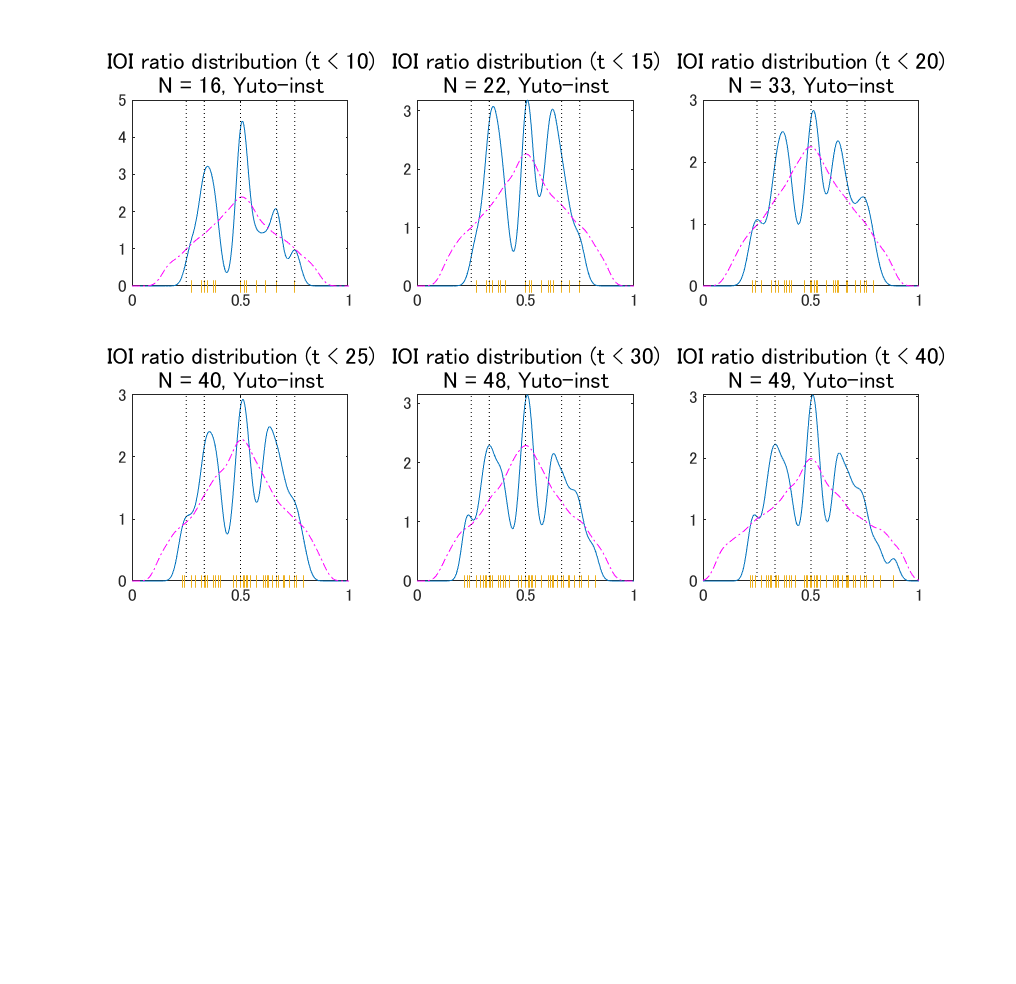 IOI ratio distribution (t < 10)
N = 16, Yuto-inst
5
4
3
2
1
0
0 0.5 1
IOI ratio distribution (t < 15)
N = 22, Yuto-inst
3
2
1
0
0 0.5 1
IOI ratio distribution (t < 20)
N = 33, Yuto-inst
3
2
1
0
0 0.5 1
IOI ratio distribution (t < 25)
N = 40, Yuto-inst
3
2
1
0
0 0.5 1
IOI ratio distribution (t < 30)
N = 48, Yuto-inst
3
2
1
0
0 0.5 1
IOI ratio distribution (t < 40)
N = 49, Yuto-inst
3
2
1
0
0 0.5 1